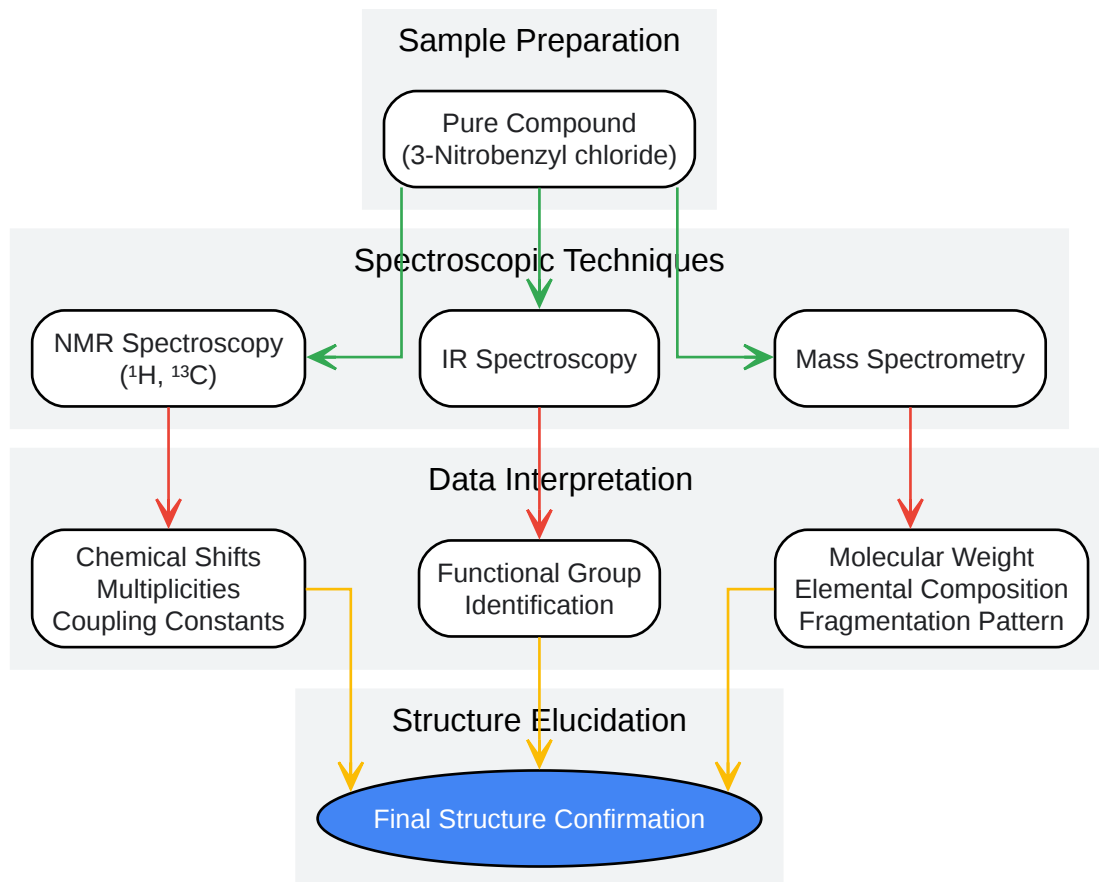 Sample Preparation
Pure Compound
(3-Nitrobenzyl chloride)
Spectroscopic Techniques
NMR Spectroscopy
(¹H, ¹³C)
IR Spectroscopy
Mass Spectrometry
Data Interpretation
Chemical Shifts
Multiplicities
Coupling Constants
Functional Group
Identification
Molecular Weight
Elemental Composition
Fragmentation Pattern
Structure Elucidation
Final Structure Confirmation